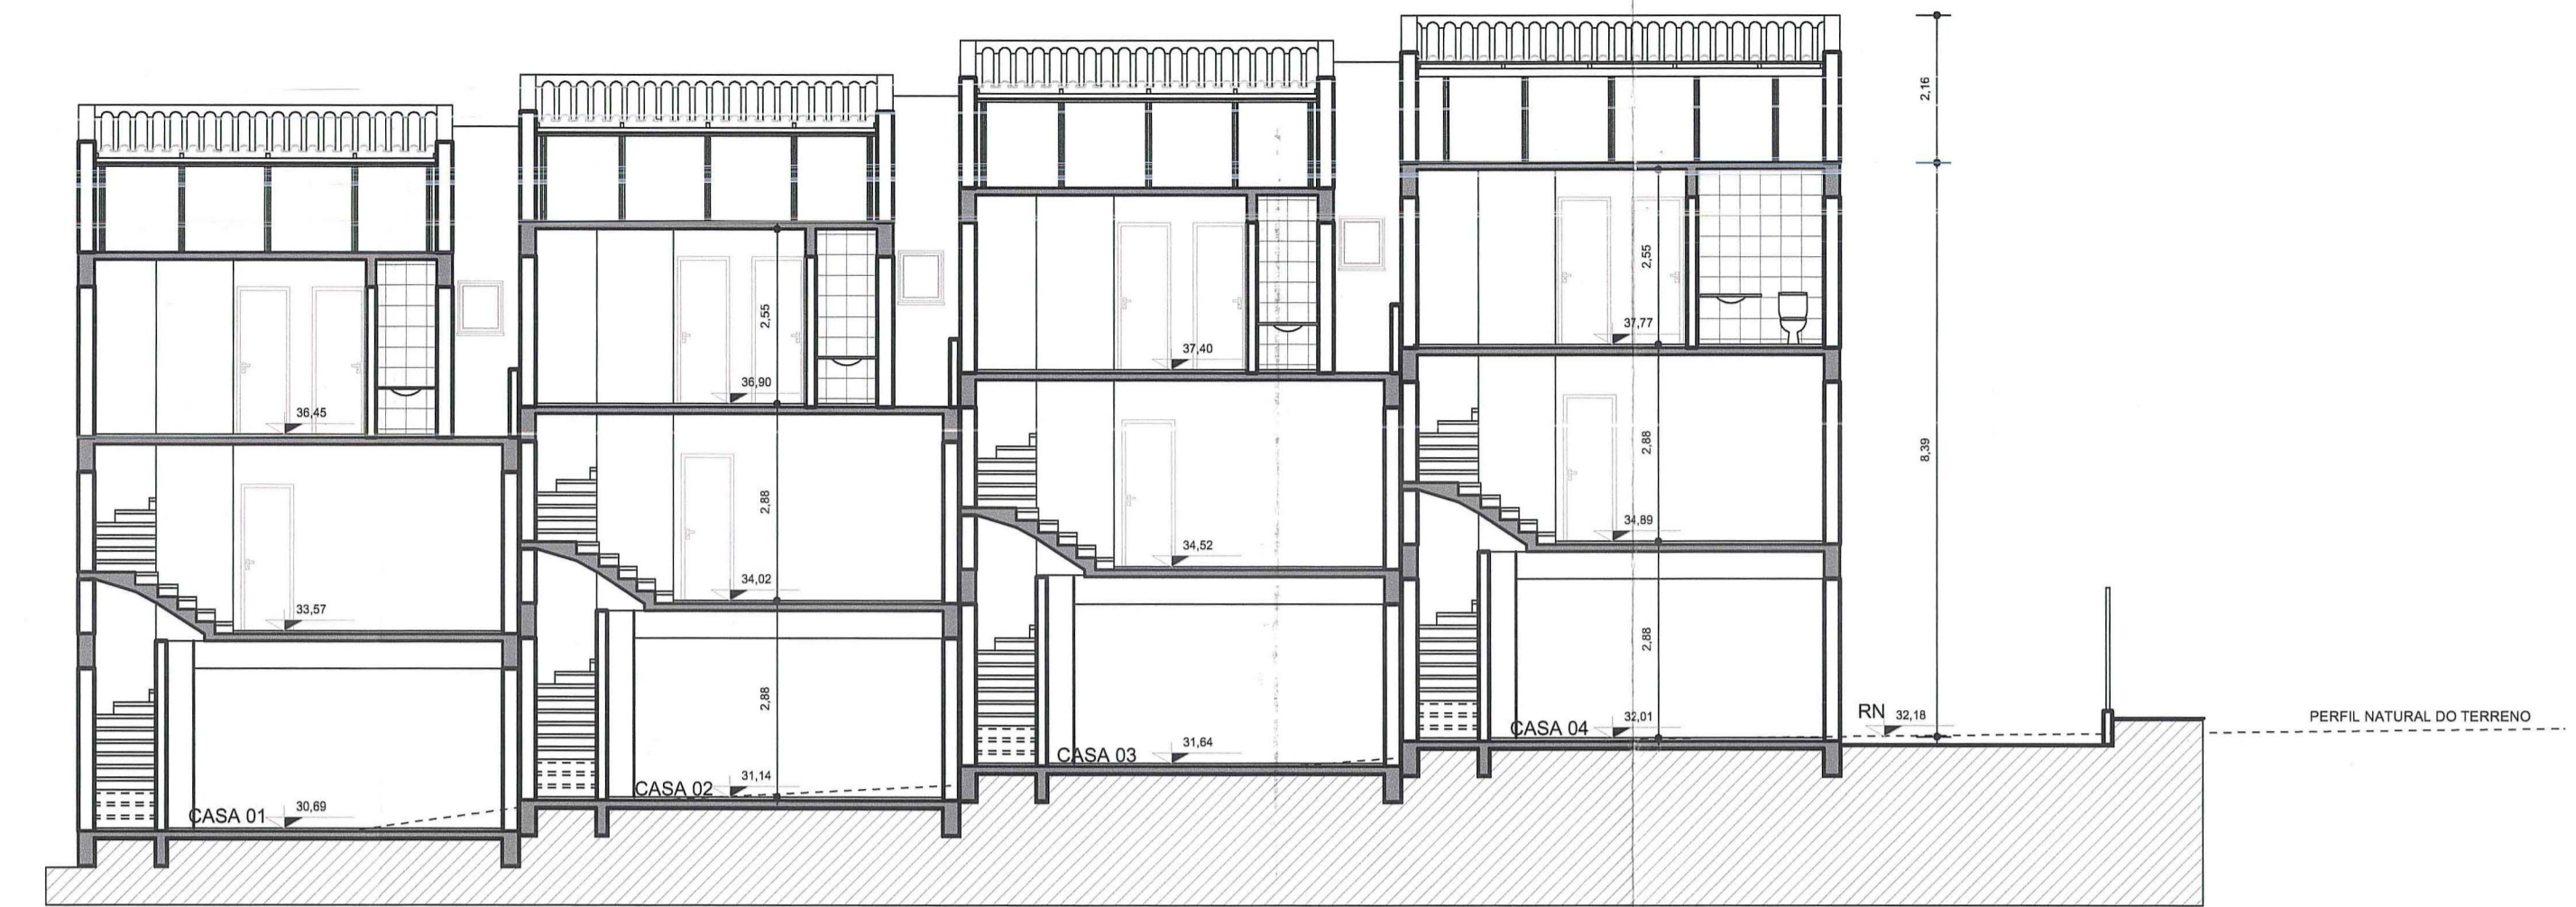 2,16
2,55
37,77
37,40
2,55
36,90
36,45
8,39
2,88
34,89
34,52
2,88
34,02
33,57
2,88
2,88
RN 32,18
PERFIL NATURAL DO TERRENO
CASA 04 32,01
CASA 03 31,64
CASA 02 31,14
CASA 01 30,69